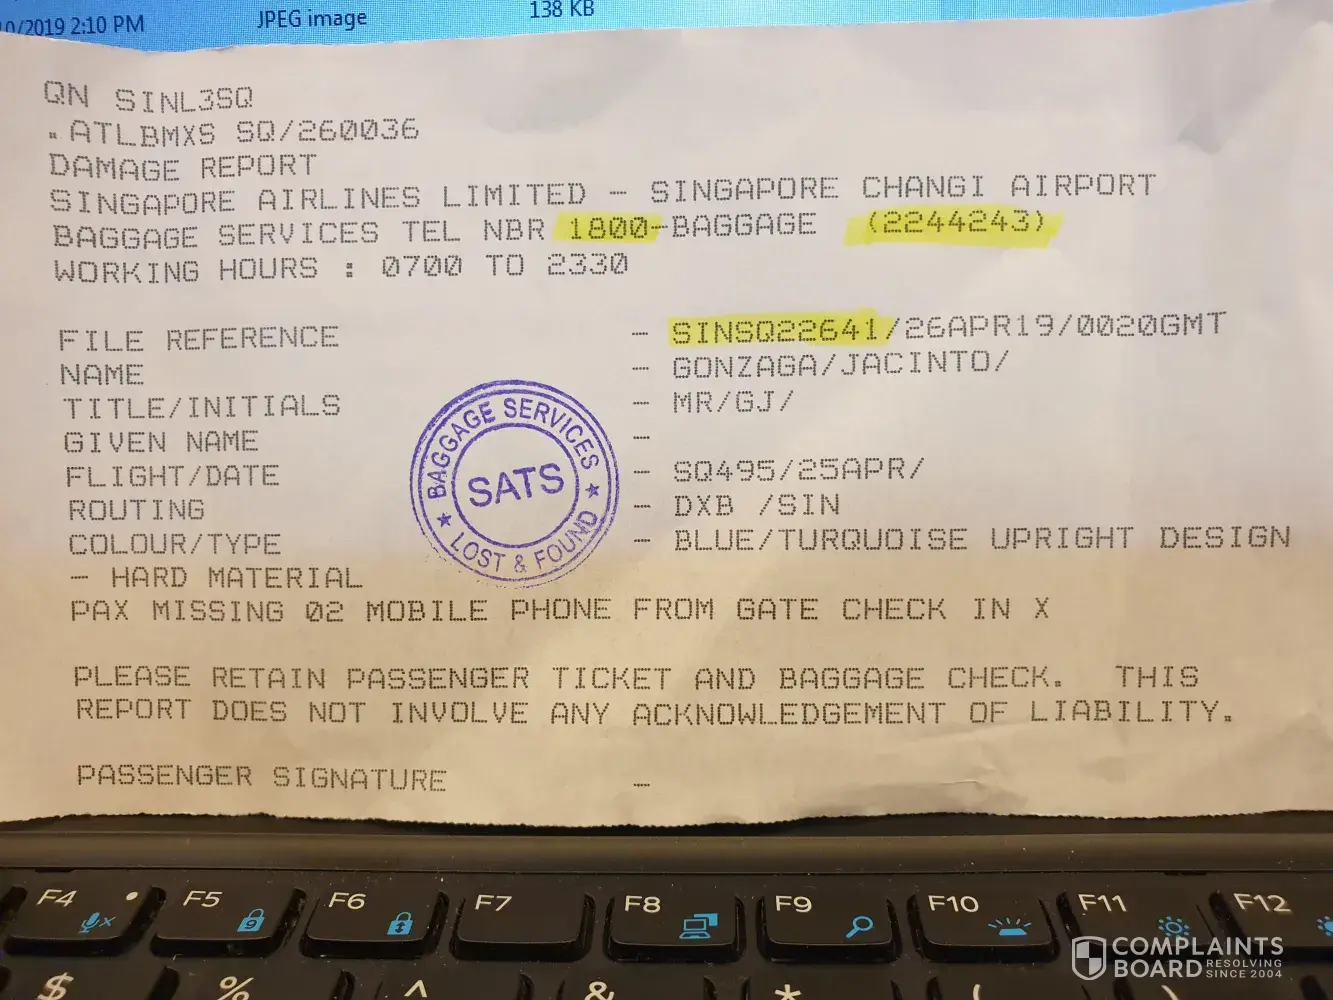 10/2019 2:10 PM JPEG image 138 KB
QN SINL3SQ
.ATLBMXS SQ/260036
DAMAGE REPORT
SINGAPORE AIRLINES LIMITED - SINGAPORE CHANGI AIRPORT
BAGGAGE SERVICES TEL NBR 1800-BAGGAGE (2244243)
WORKING HOURS : 0700 TO 2330
FILE REFERENCE - SINSQ22641/26APR19/0020GMT
NAME - GONZAGA/JACINTO/
TITLE/INITIALS - MR/GJ/
GIVEN NAME -
FLIGHT/DATE - SQ495/25APR/
ROUTING - DXB /SIN
COLOUR/TYPE - BLUE/TURQUOISE UPRIGHT DESIGN
- HARD MATERIAL
PAX MISSING 02 MOBILE PHONE FROM GATE CHECK IN X
BAGGAGE SERVICES
SATS
LOST & FOUND
PLEASE RETAIN PASSENGER TICKET AND BAGGAGE CHECK. THIS
REPORT DOES NOT INVOLVE ANY ACKNOWLEDGEMENT OF LIABILITY.
PASSENGER SIGNATURE -
F4 F5 F6 F7 F8 F9 F10 F11 F12
$ % ^ & * ( )
COMPLAINTS
BOARD RESOLVING
SINCE 2004